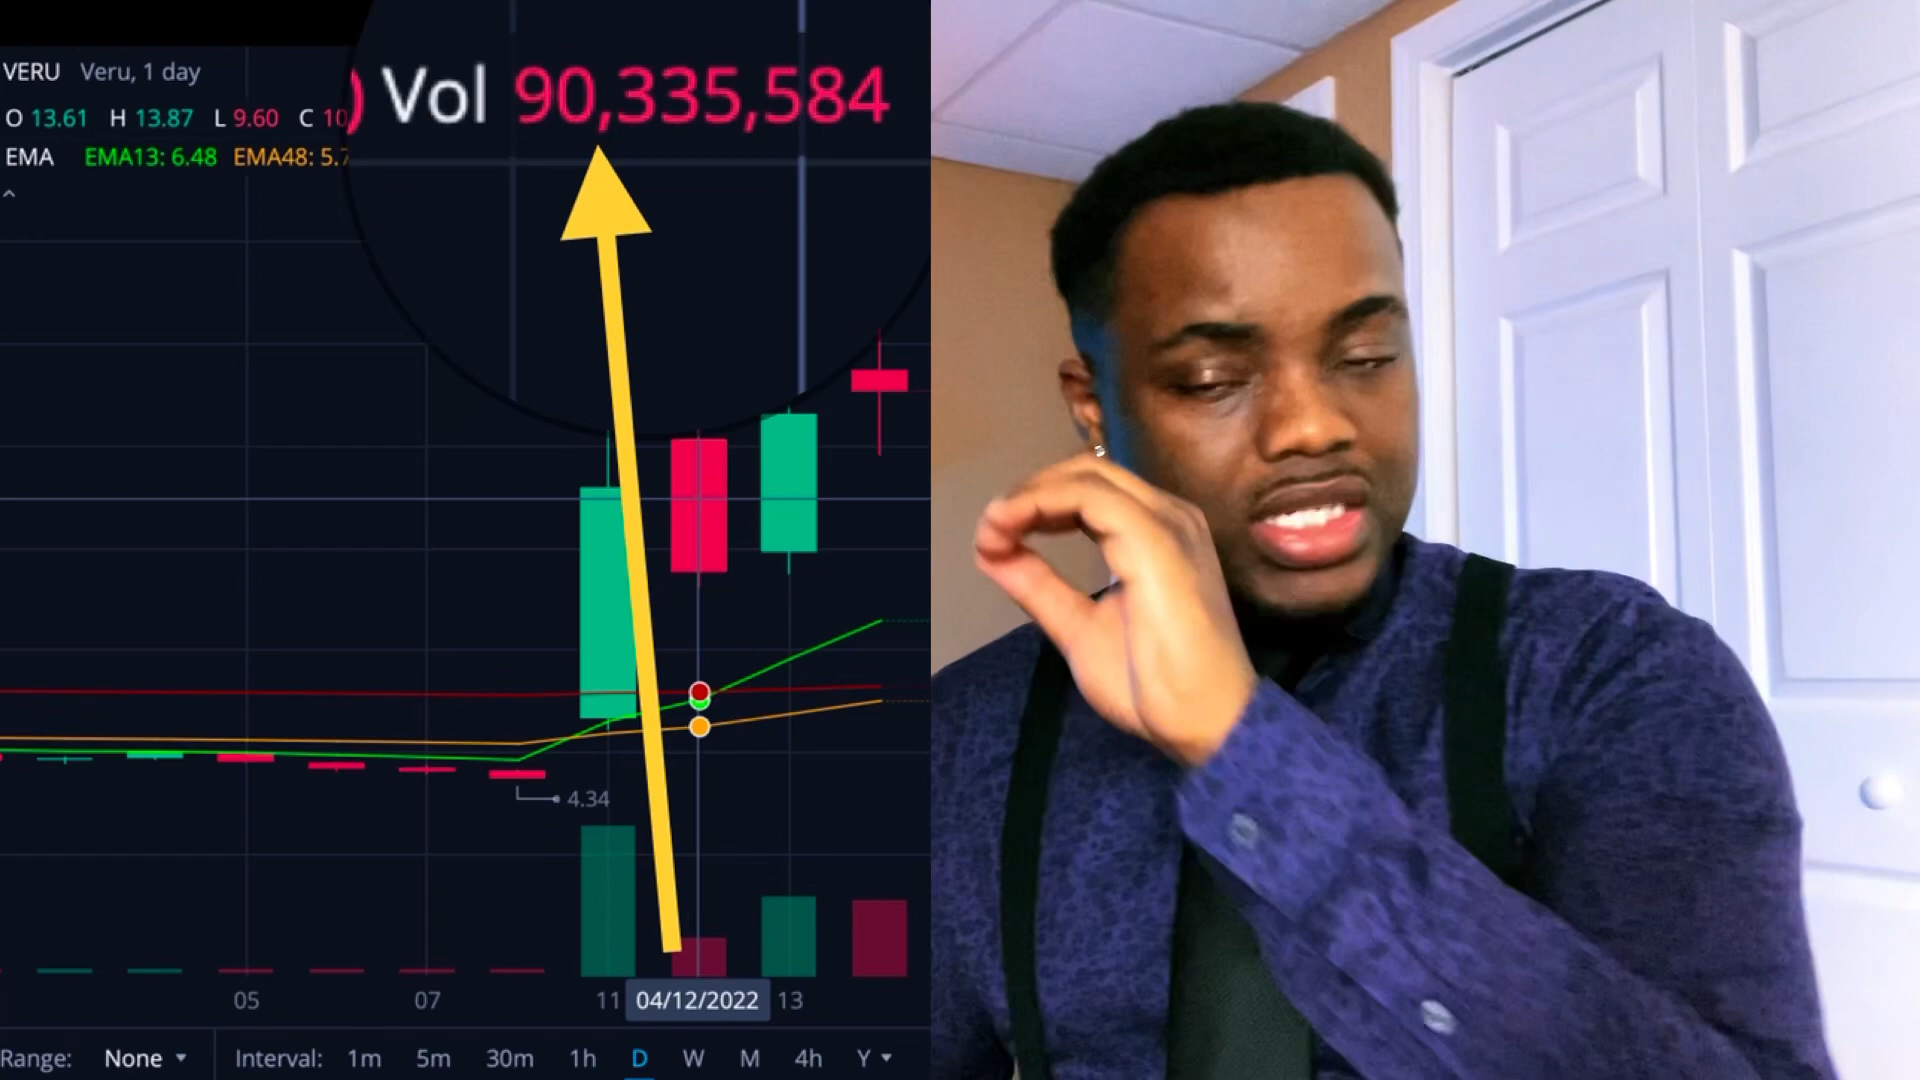 VERU Veru, 1 day
O 13.61 H 13.87 L 9.60 C 10
) Vol 90,335,584
EMA EMA13: 6.48 EMA48: 5.7
4.34
05 07 11 04/12/2022 13
Range: None Interval: 1m 5m 30m 1h D W M 4h Y